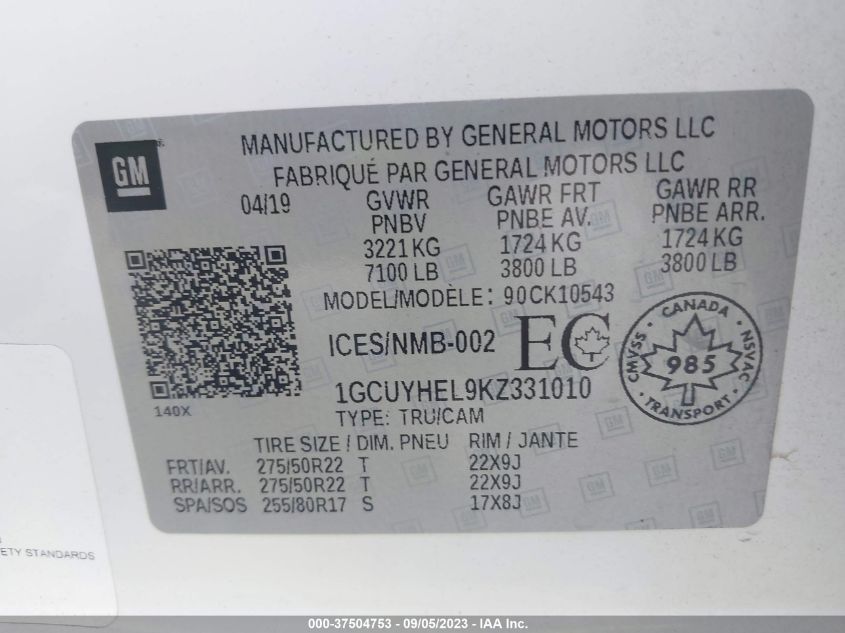 GM
MANUFACTURED BY GENERAL MOTORS LLC
FABRIQUÉ PAR GENERAL MOTORS LLC
04/19 GVWR GAWR FRT GAWR RR
PNBV PNBE AV. PNBE ARR.
3221 KG 1724 KG 1724 KG
7100 LB 3800 LB 3800 LB
MODEL/MODÈLE: 90CK10543
ICES/NMB-002 EC
CANADA
CMVSS 985 NSVAC
TRANSPORT
1GCUYHEL9KZ331010
140X
TYPE: TRU/CAM
TIRE SIZE / DIM. PNEU RIM / JANTE
FRT/AV. 275/50R22 T 22X9J
RR/ARR. 275/50R22 T 22X9J
SPA/SOS 255/80R17 S 17X8J
ETY STANDARDS
000-37504753 - 09/05/2023 - IAA Inc.